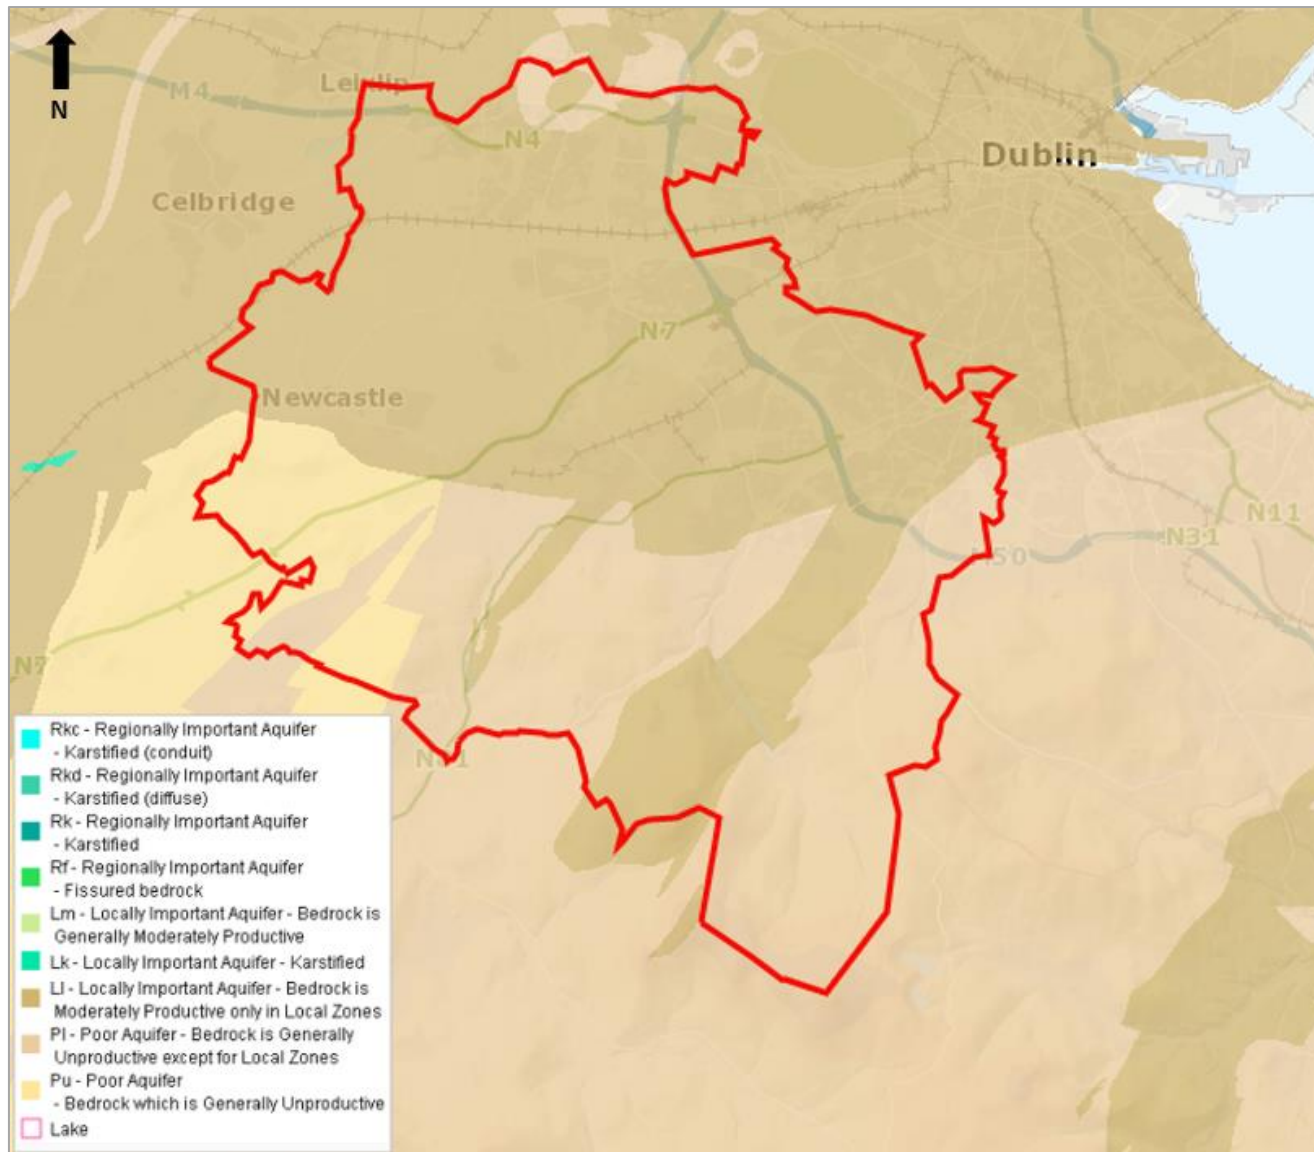 N
M4
Leixlip
N4
Dublin
Celbridge
N7
Newcastle
N11
N31
M50
N7
N81
Rkc - Regionally Important Aquifer
- Karstified (conduit)
Rkd - Regionally Important Aquifer
- Karstified (diffuse)
Rk - Regionally Important Aquifer
- Karstified
Rf - Regionally Important Aquifer
- Fissured bedrock
Lm - Locally Important Aquifer - Bedrock is
Generally Moderately Productive
Lk - Locally Important Aquifer - Karstified
Ll - Locally Important Aquifer - Bedrock is
Moderately Productive only in Local Zones
Pl - Poor Aquifer - Bedrock is Generally
Unproductive except for Local Zones
Pu - Poor Aquifer
- Bedrock which is Generally Unproductive
Lake